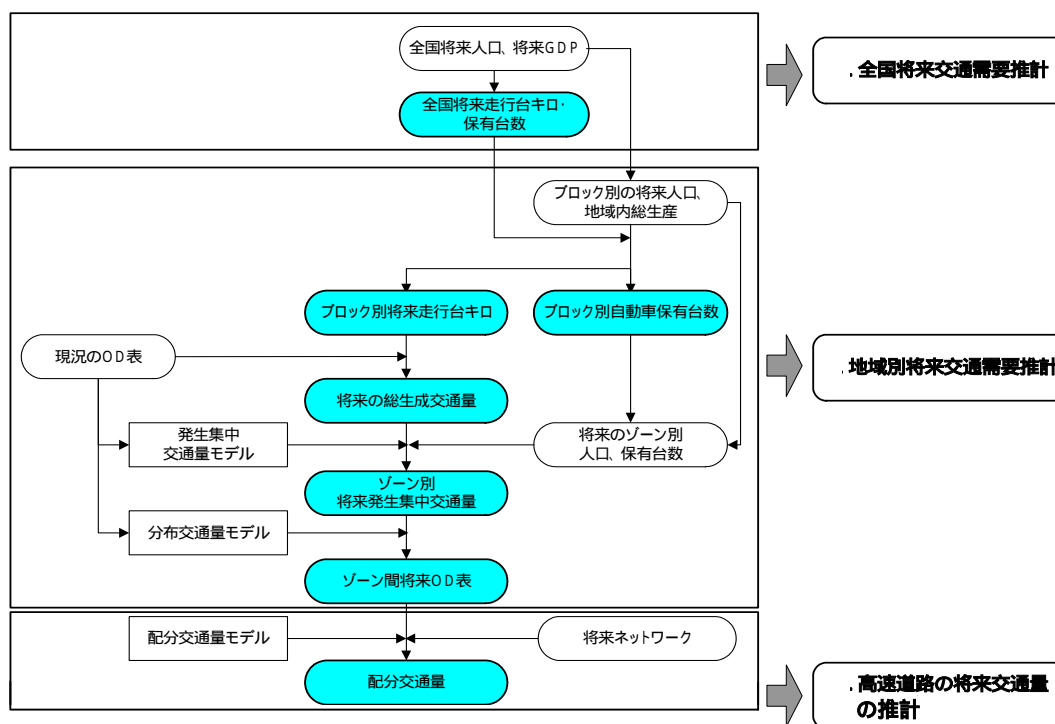 全国将来人口、将来GDP
全国将来走行台キロ・
保有台数
. 全国将来交通需要推計
ブロック別の将来人口、
地域内総生産
ブロック別将来走行台キロ
ブロック別自動車保有台数
現況のOD表
. 地域別将来交通需要推計
将来の総生成交通量
発生集中
交通量モデル
将来のゾーン別
人口、保有台数
ゾーン別
将来発生集中交通量
分布交通量モデル
ゾーン間将来OD表
配分交通量モデル
将来ネットワーク
配分交通量
. 高速道路の将来交通量
の推計